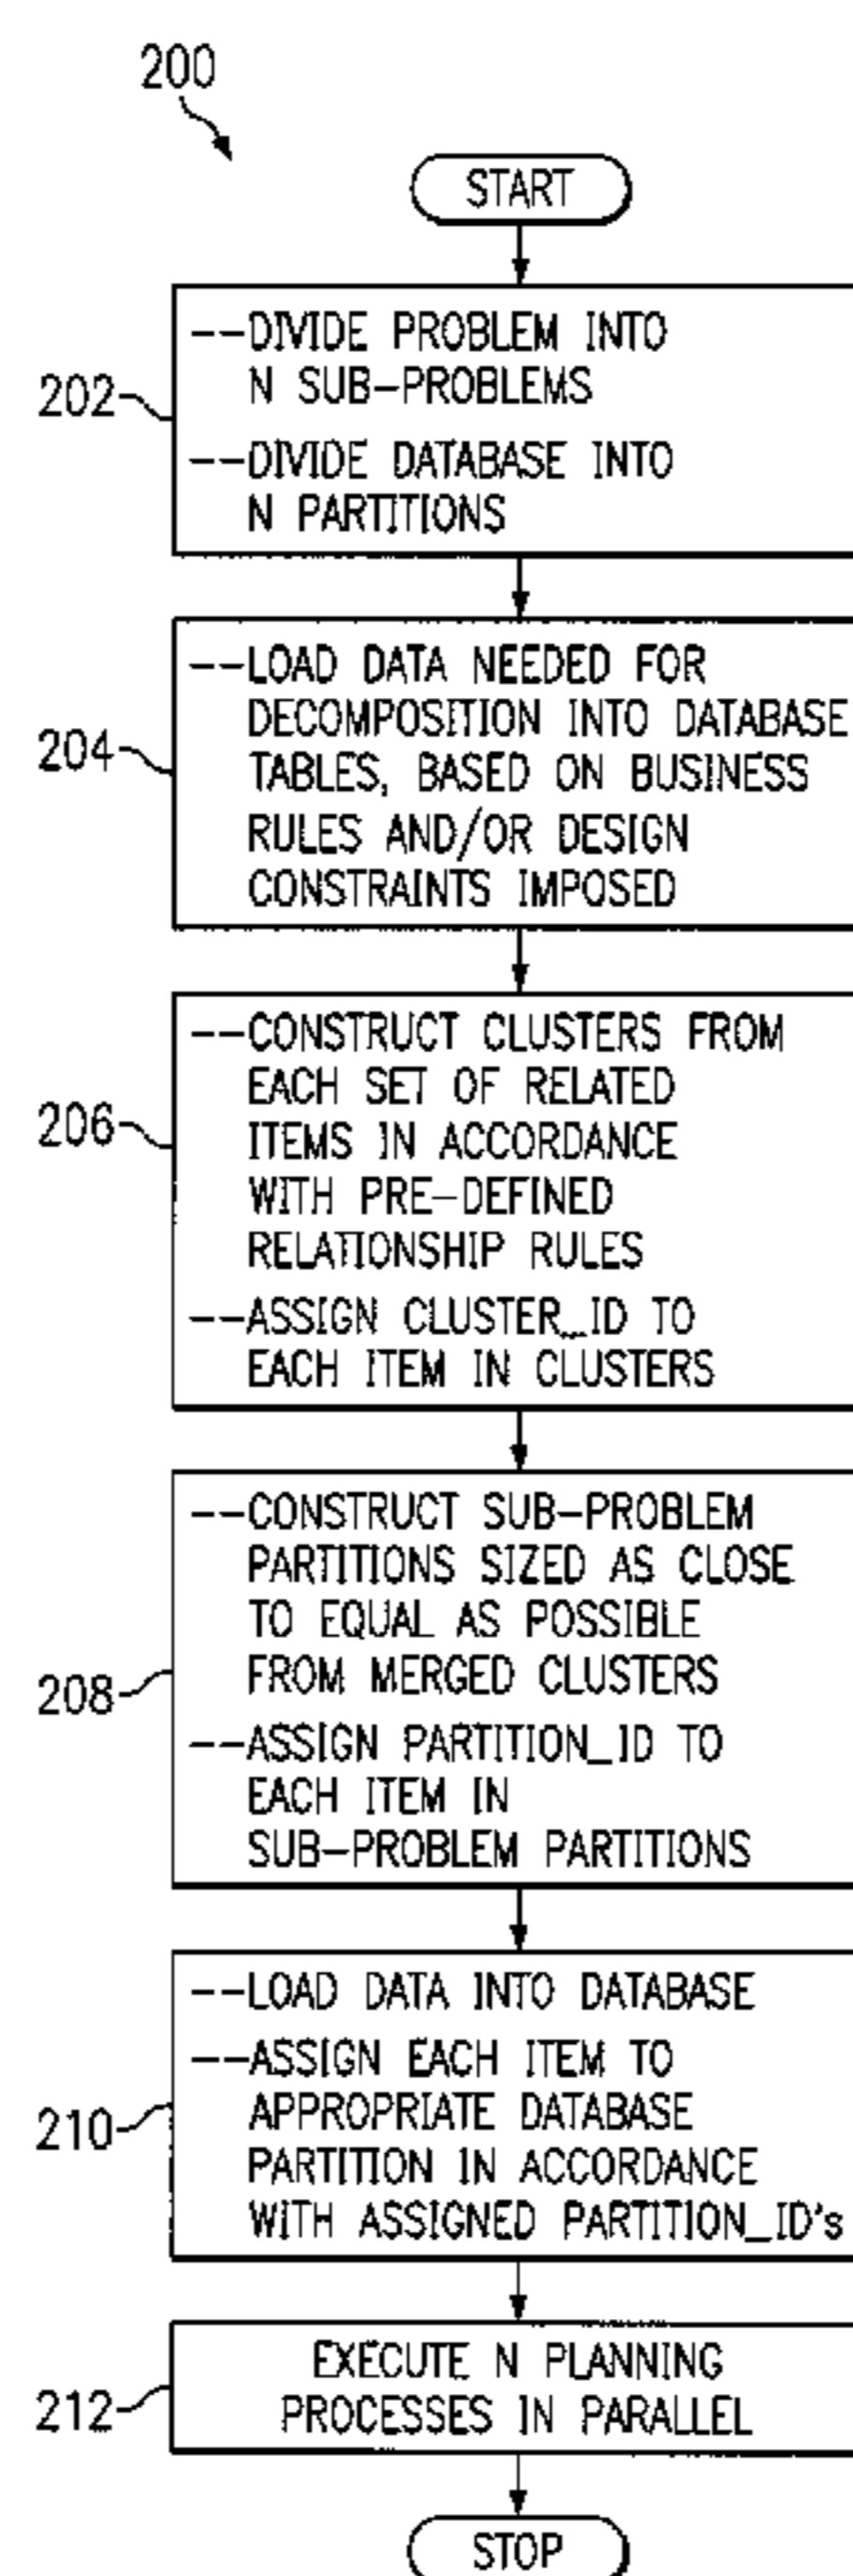 200
START
202
--DIVIDE PROBLEM INTO
N SUB-PROBLEMS
--DIVIDE DATABASE INTO
N PARTITIONS
204
--LOAD DATA NEEDED FOR
DECOMPOSITION INTO DATABASE
TABLES, BASED ON BUSINESS
RULES AND/OR DESIGN
CONSTRAINTS IMPOSED
206
--CONSTRUCT CLUSTERS FROM
EACH SET OF RELATED
ITEMS IN ACCORDANCE
WITH PRE-DEFINED
RELATIONSHIP RULES
--ASSIGN CLUSTER_ID TO
EACH ITEM IN CLUSTERS
208
--CONSTRUCT SUB-PROBLEM
PARTITIONS SIZED AS CLOSE
TO EQUAL AS POSSIBLE
FROM MERGED CLUSTERS
--ASSIGN PARTITION_ID TO
EACH ITEM IN
SUB-PROBLEM PARTITIONS
210
--LOAD DATA INTO DATABASE
--ASSIGN EACH ITEM TO
APPROPRIATE DATABASE
PARTITION IN ACCORDANCE
WITH ASSIGNED PARTITION_ID's
212
EXECUTE N PLANNING
PROCESSES IN PARALLEL
STOP